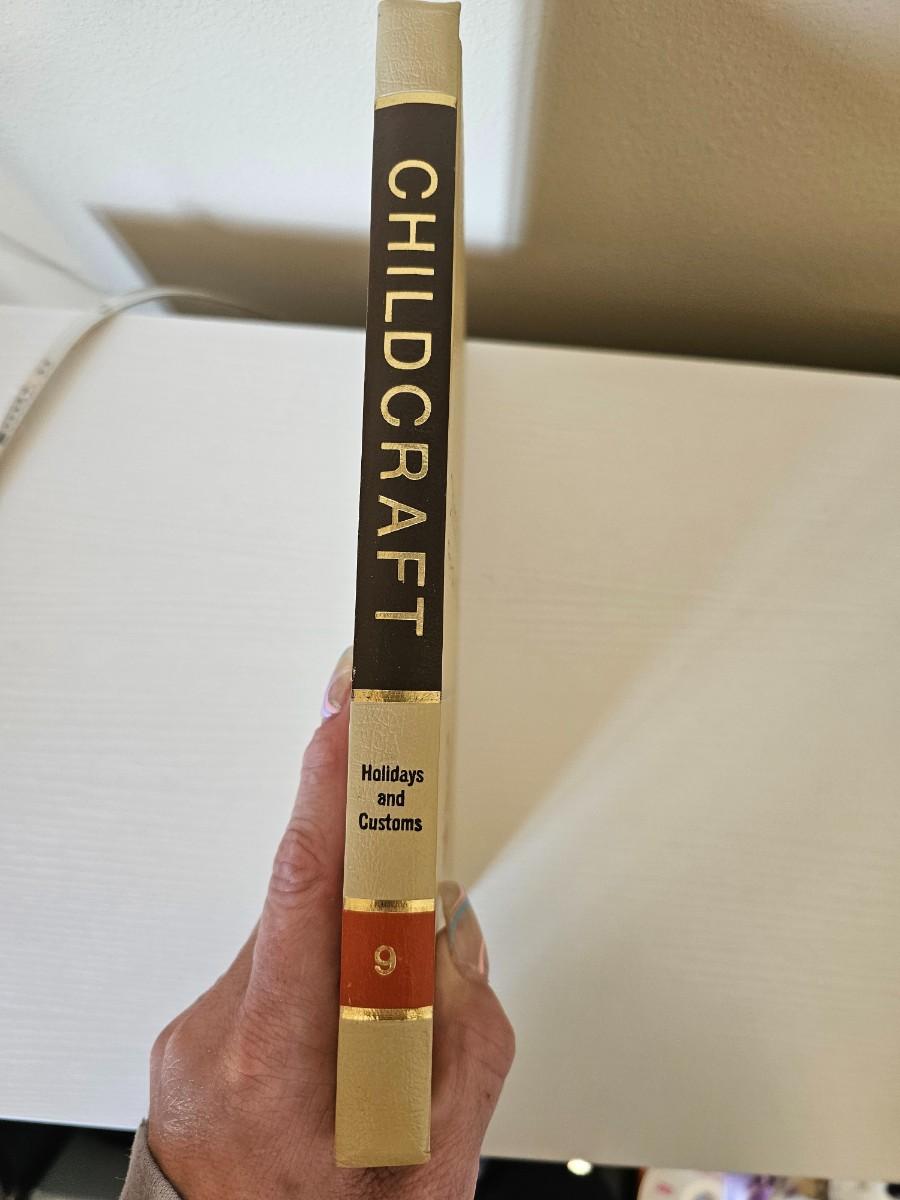 CHILDCRAFT
Holidays
and
Customs
9